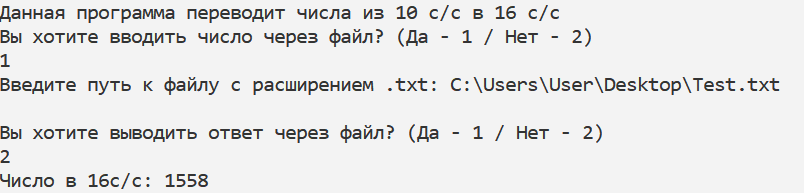 Данная программа переводит числа из 10 с/с в 16 с/с
Вы хотите вводить число через файл? (Да - 1 / Нет - 2)
1
Введите путь к файлу с расширением .txt: C:\Users\User\Desktop\Test.txt
Вы хотите выводить ответ через файл? (Да - 1 / Нет - 2)
2
Число в 16с/с: 1558